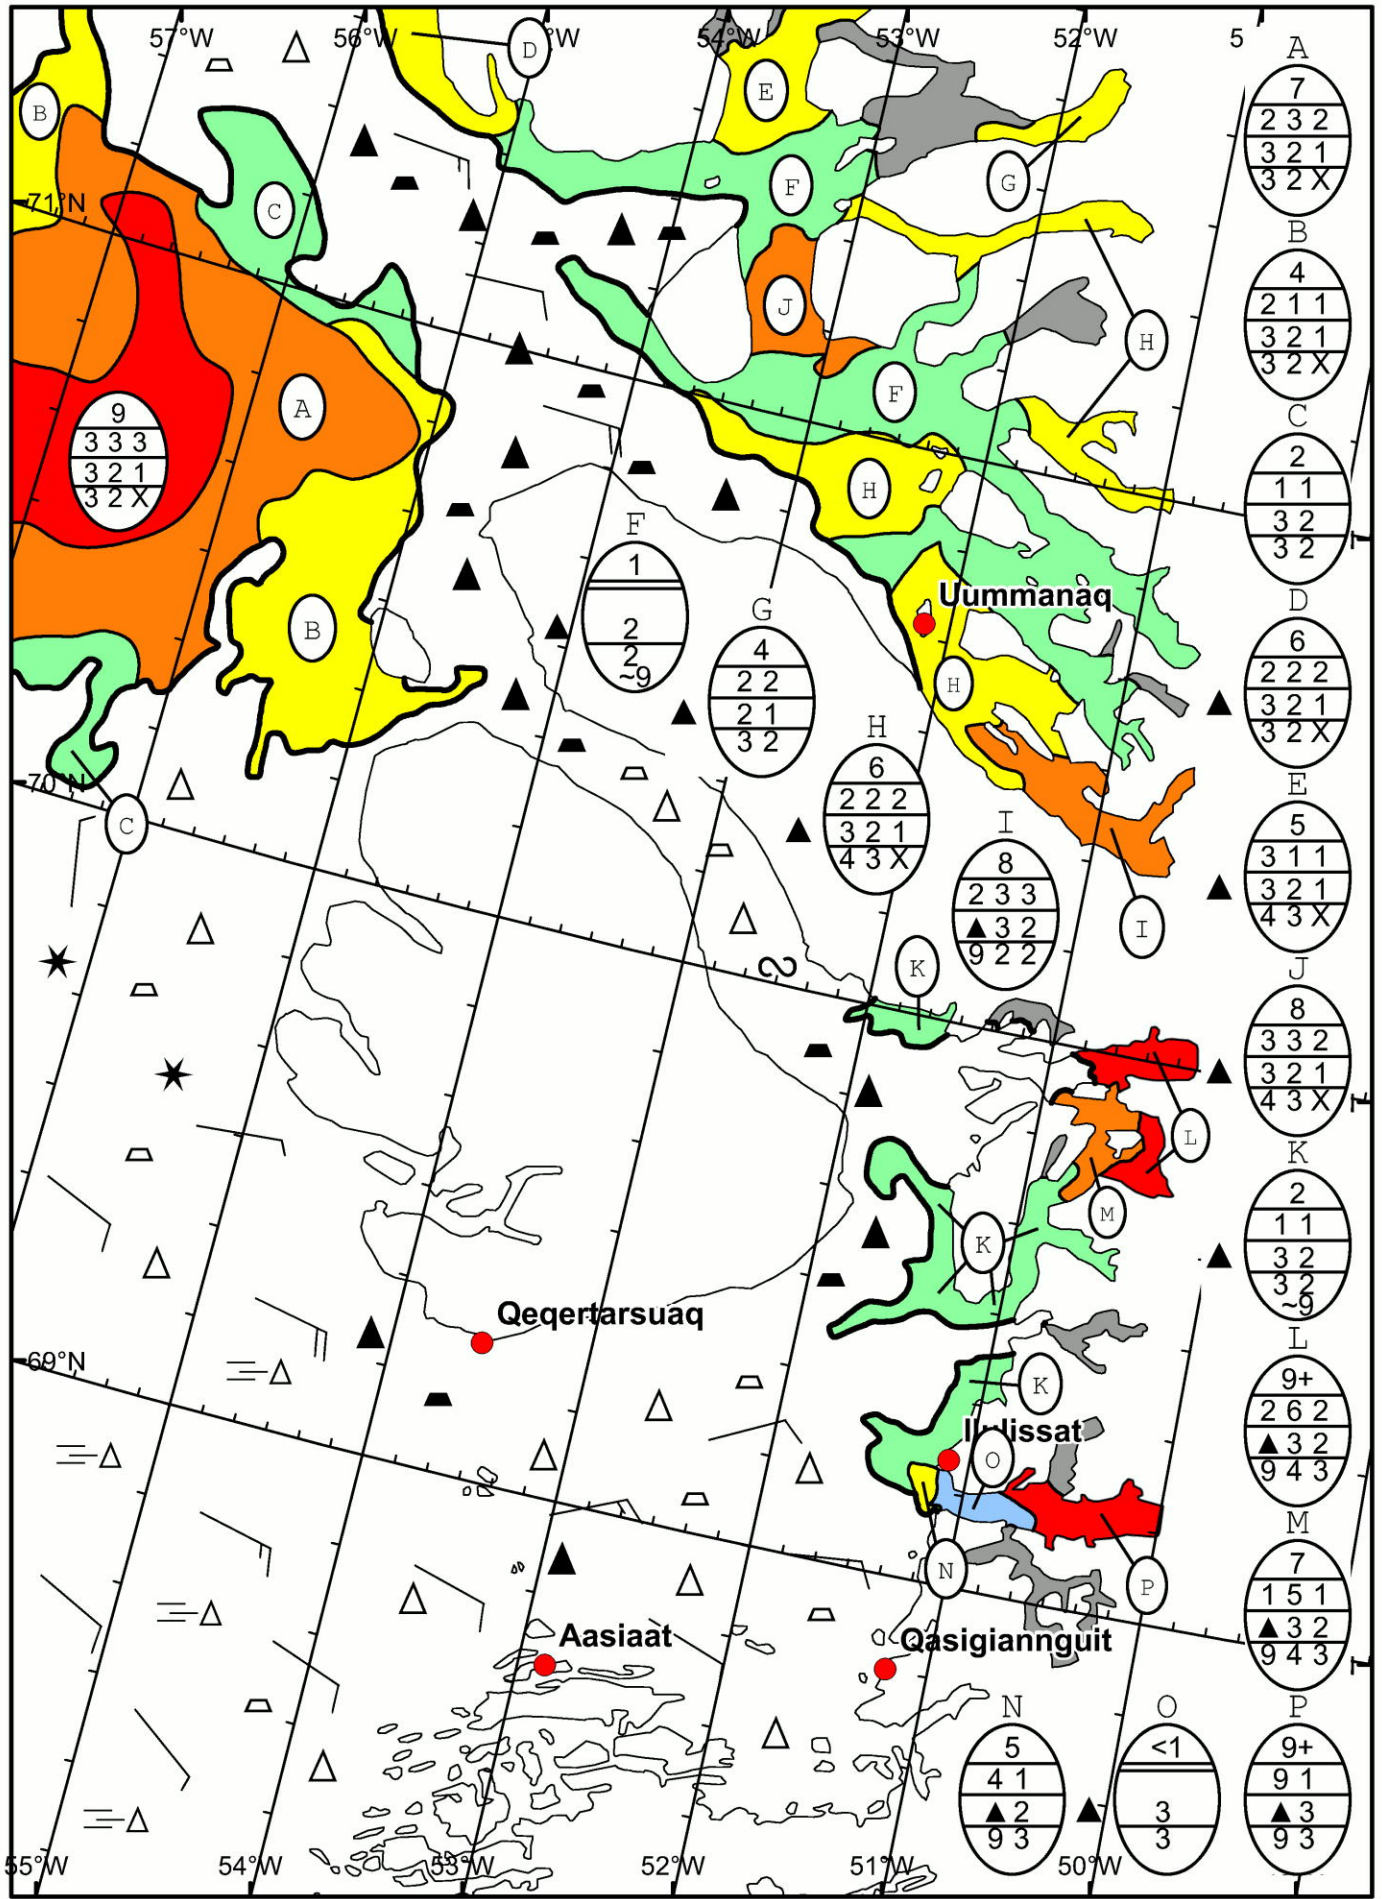 57°W
56°W
°W
54°W
53°W
52°W
5
D
A
7
2 3 2
3 2 1
3 2 X
B
E
F
G
C
71°N
B
4
2 1 1
3 2 1
3 2 X
J
H
A
F
9
3 3 3
3 2 1
3 2 X
C
2
1 1
3 2
3 2
H
F
1
2
2
~9
Uummanaq
G
4
2 2
2 1
3 2
B
D
6
2 2 2
3 2 1
3 2 X
H
H
6
2 2 2
3 2 1
4 3 X
70°N
C
E
5
3 1 1
3 2 1
4 3 X
I
8
2 3 3
▲ 3 2
9 2 2
I
K
J
8
3 3 2
3 2 1
4 3 X
L
K
2
1 1
3 2
3 2
~9
M
K
Qeqertarsuaq
69°N
L
9+
2 6 2
▲ 3 2
9 4 3
K
Ilulissat
O
M
7
1 5 1
▲ 3 2
9 4 3
N
P
Aasiaat
Qasigiannguit
N
5
4 1
▲ 2
9 3
O
<1
3
3
P
9+
9 1
▲ 3
9 3
55°W
54°W
53°W
52°W
51°W
50°W